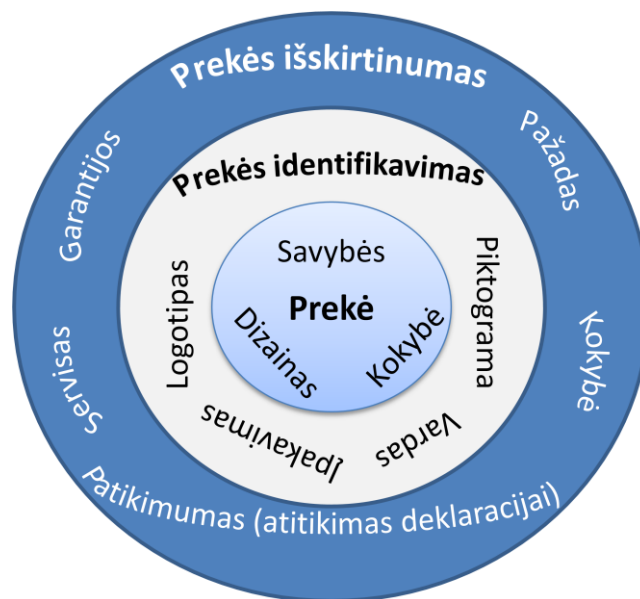 Prekės išskirtinumas
Garantijos
Pažadas
Servisas
Kokybė
Patikimumas (atitikimas deklaracijai)
Prekės identifikavimas
Logotipas
Piktograma
Įpakavimas
Vardas
Savybės
Prekė
Dizainas
Kokybė